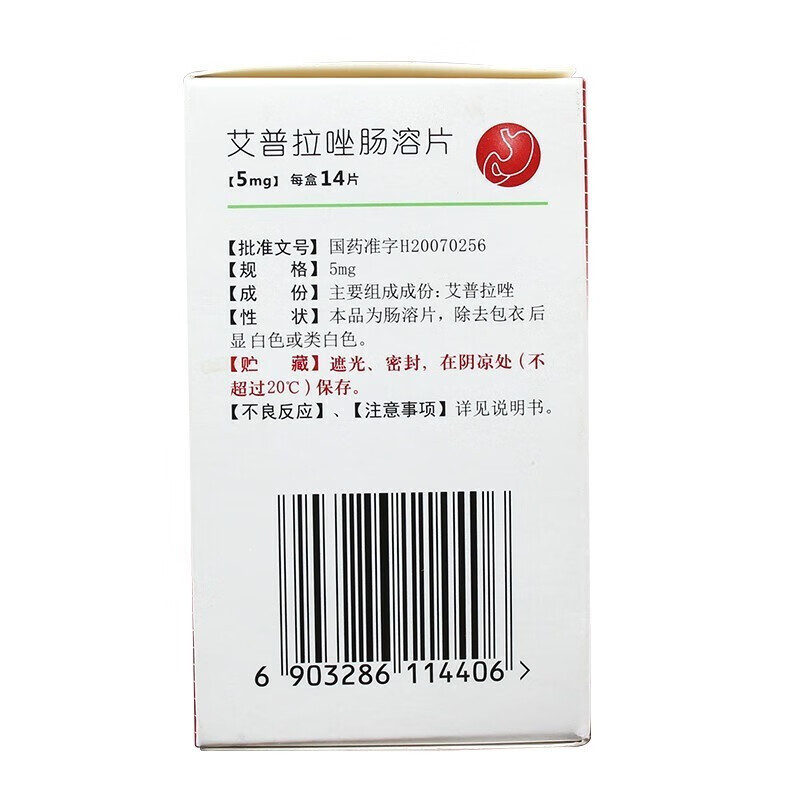 艾普拉唑肠溶片
【5mg】 每盒14片
【批准文号】国药准字H20070256
【规　格】5mg
【成　份】主要组成成份:艾普拉唑
【性　状】本品为肠溶片，除去包衣后
显白色或类白色。
【贮　藏】遮光、密封，在阴凉处(不
超过20℃)保存。
【不良反应】、【注意事项】详见说明书。
6 903286 114406 >